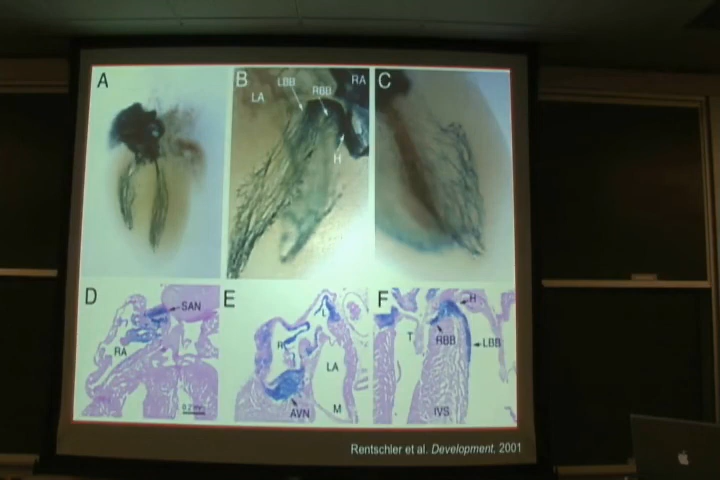 A
B
C
LBB
RBB
RA
LA
H
D
E
F
SAN
RA
L
R
LA
AVN
M
H
T
RBB
LBB
IVS
Rentschler et al. Development, 2001